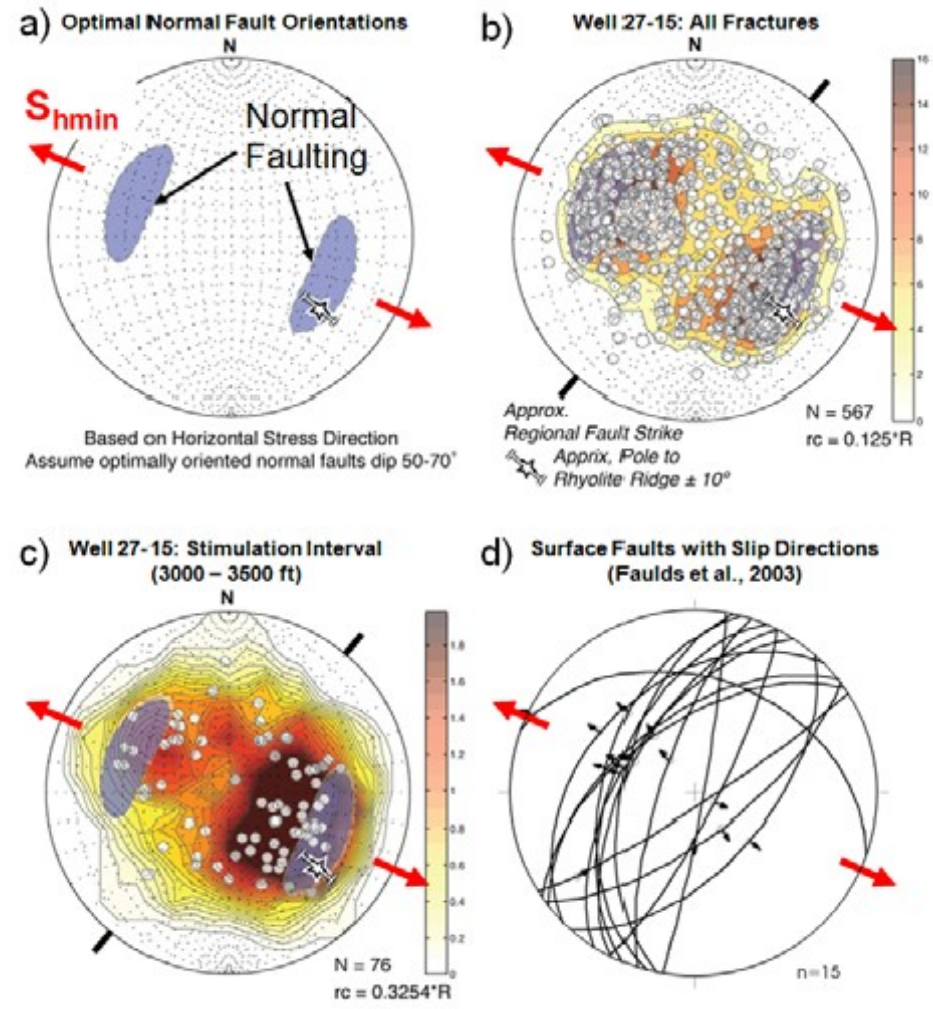 a) Optimal Normal Fault Orientations
N
Shmin
Normal
Faulting
Based on Horizontal Stress Direction
Assume optimally oriented normal faults dip 50-70°
b) Well 27-15: All Fractures
N
16
14
12
10
8
6
4
2
0
Approx.
Regional Fault Strike
Apprix, Pole to
Rhyolite Ridge ± 10º
N = 567
rc = 0.125*R
c) Well 27-15: Stimulation Interval
(3000 – 3500 ft)
N
1.8
1.6
1.4
1.2
1
0.8
0.6
0.4
0.2
0
N = 76
rc = 0.3254*R
d) Surface Faults with Slip Directions
(Faulds et al., 2003)
n=15